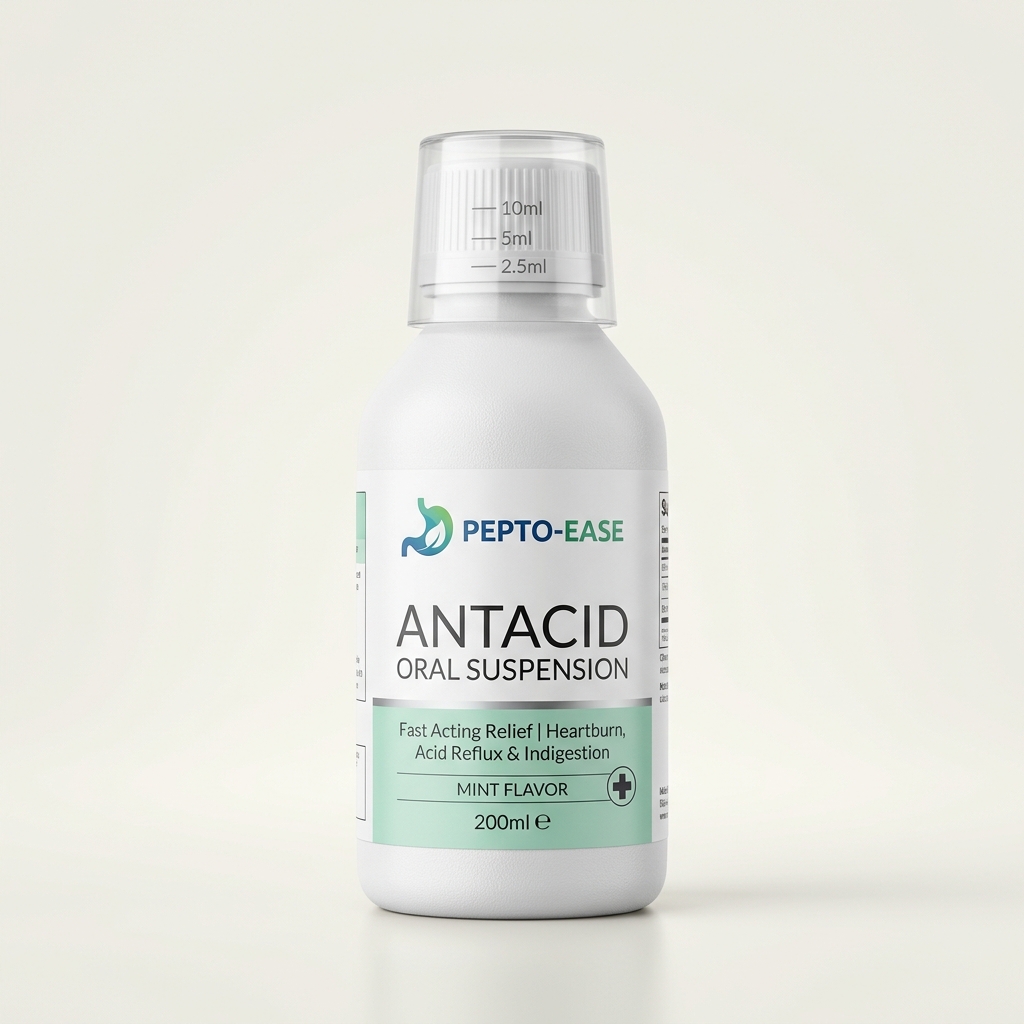 10ml
5ml
2.5ml
PEPTO-EASE
ANTACID
ORAL SUSPENSION
Fast Acting Relief | Heartburn,
Acid Reflux & Indigestion
MINT FLAVOR
200ml ℮